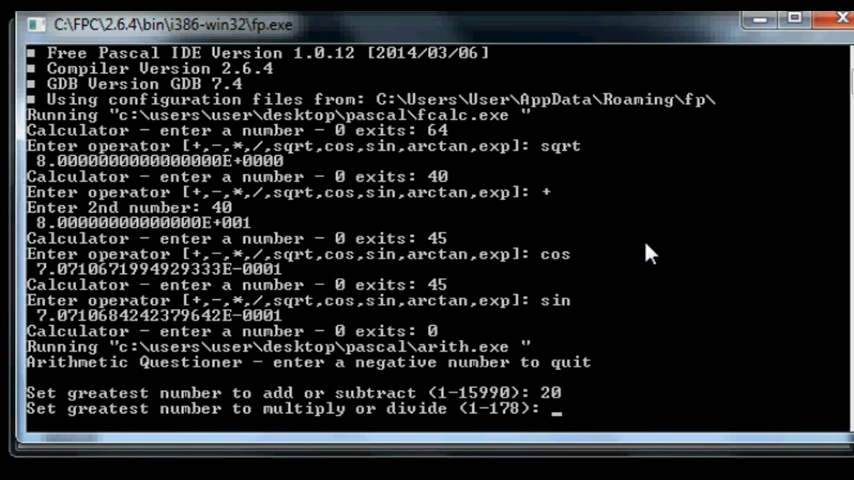 C:\FPC\2.6.4\bin\i386-win32\fp.exe
■ Free Pascal IDE Version 1.0.12 [2014/03/06]
■ Compiler Version 2.6.4
■ GDB Version GDB 7.4
■ Using configuration files from: C:\Users\User\AppData\Roaming\fp\
Running "c:\users\user\desktop\pascal\fcalc.exe "
Calculator - enter a number - 0 exits: 64
Enter operator [+,-,*,/,sqrt,cos,sin,arctan,exp]: sqrt
8.0000000000000000E+0000
Calculator - enter a number - 0 exits: 40
Enter operator [+,-,*,/,sqrt,cos,sin,arctan,exp]: +
Enter 2nd number: 40
8.00000000000000E+001
Calculator - enter a number - 0 exits: 45
Enter operator [+,-,*,/,sqrt,cos,sin,arctan,exp]: cos
7.0710671994929333E-0001
Calculator - enter a number - 0 exits: 45
Enter operator [+,-,*,/,sqrt,cos,sin,arctan,exp]: sin
7.0710684242379642E-0001
Calculator - enter a number - 0 exits: 0
Running "c:\users\user\desktop\pascal\arith.exe "
Arithmetic Questioner - enter a negative number to quit
Set greatest number to add or subtract (1-15990): 20
Set greatest number to multiply or divide (1-178): _